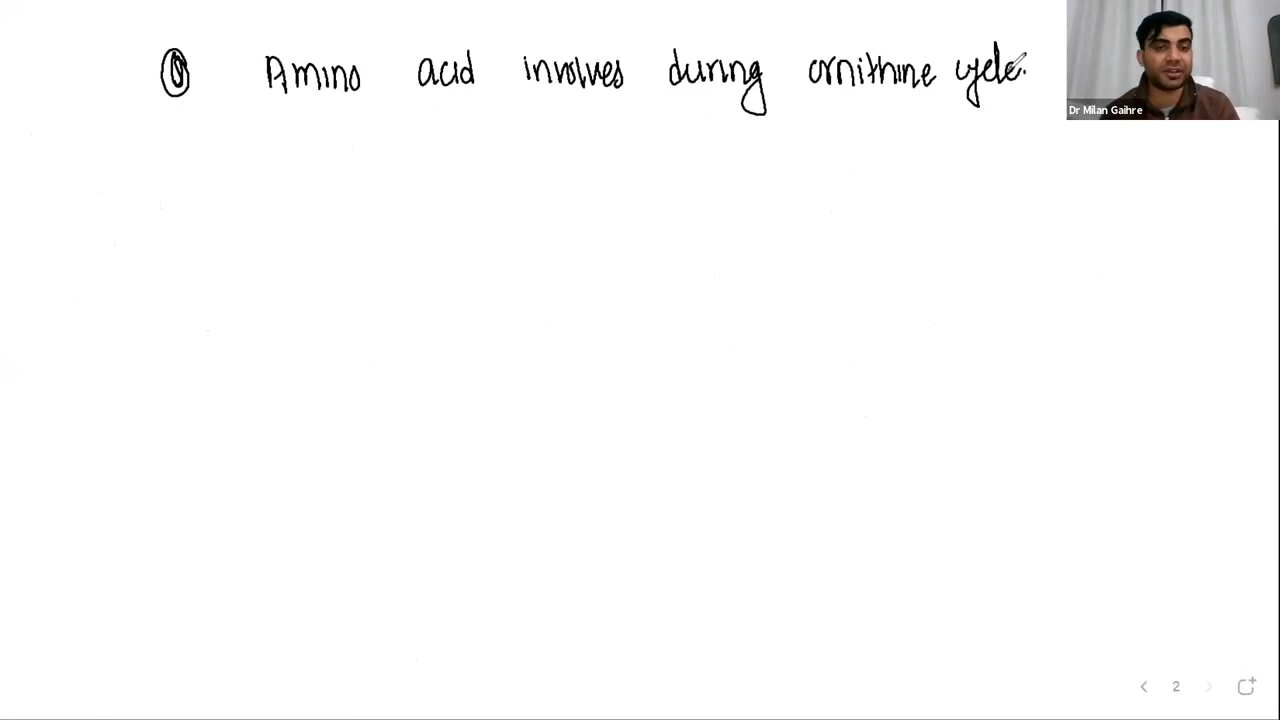 Amino acid involves during ornithine cycle.
Dr Milan Gaihre
2